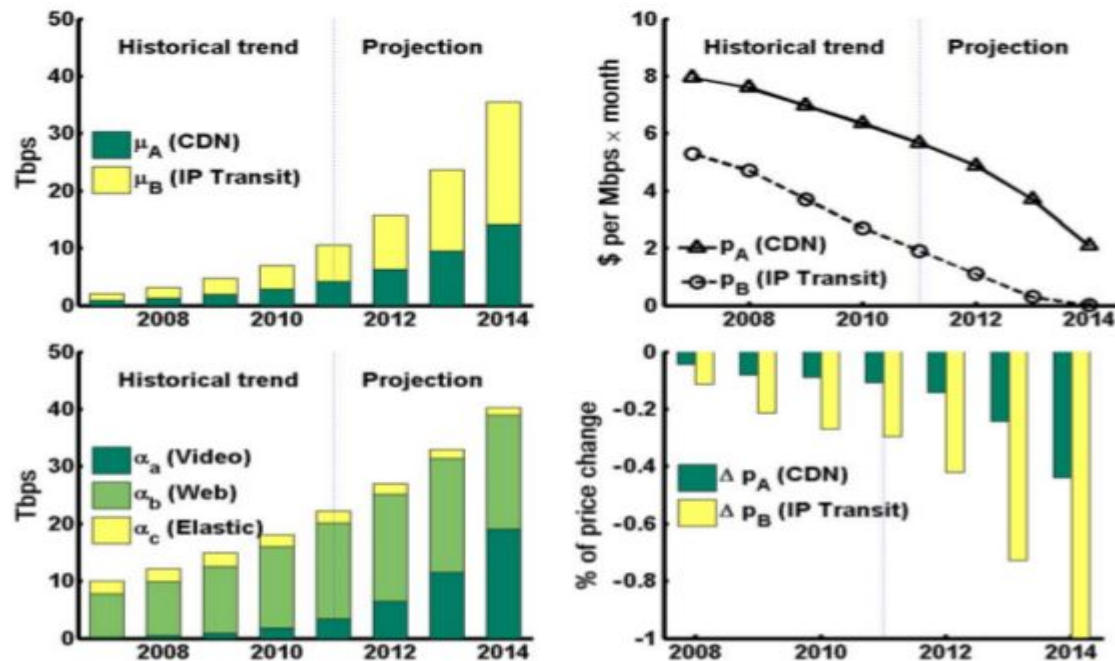 50
40
30
20
10
0
Tbps
Historical trend
Projection
μA (CDN)
μB (IP Transit)
2008
2010
2012
2014
10
8
6
4
2
0
$ per Mbps × month
Historical trend
Projection
pA (CDN)
pB (IP Transit)
2008
2010
2012
2014
50
40
30
20
10
0
Tbps
Historical trend
Projection
αa (Video)
αb (Web)
αc (Elastic)
2008
2010
2012
2014
0
-0.2
-0.4
-0.6
-0.8
-1
% of price change
Δ pA (CDN)
Δ pB (IP Transit)
2008
2010
2012
2014